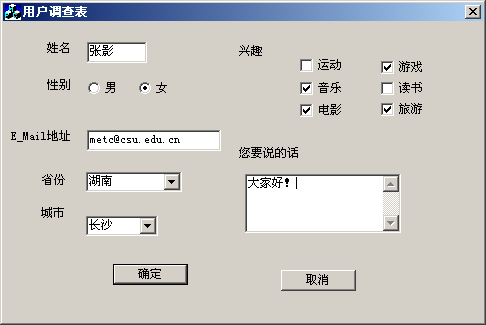 用户调查表
姓名 张影
性别 男 女
E_Mail地址 metc@csu.edu.cn
省份 湖南
城市 长沙
兴趣
运动 游戏
音乐 读书
电影 旅游
您要说的话
大家好!
确定 取消